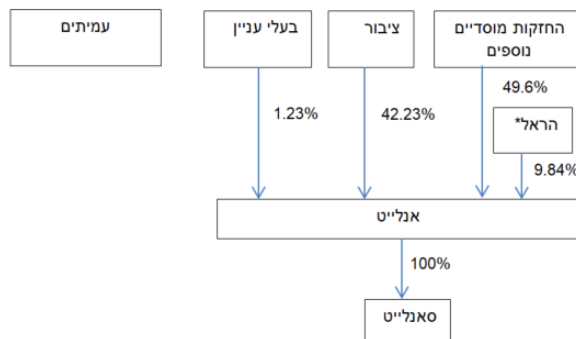 החזקות מוסדיים
נוספים
ציבור
בעלי עניין
עמיתים
49.6%
42.23%
1.23%
הראל*
9.84%
אנלייט
100%
סאנלייט